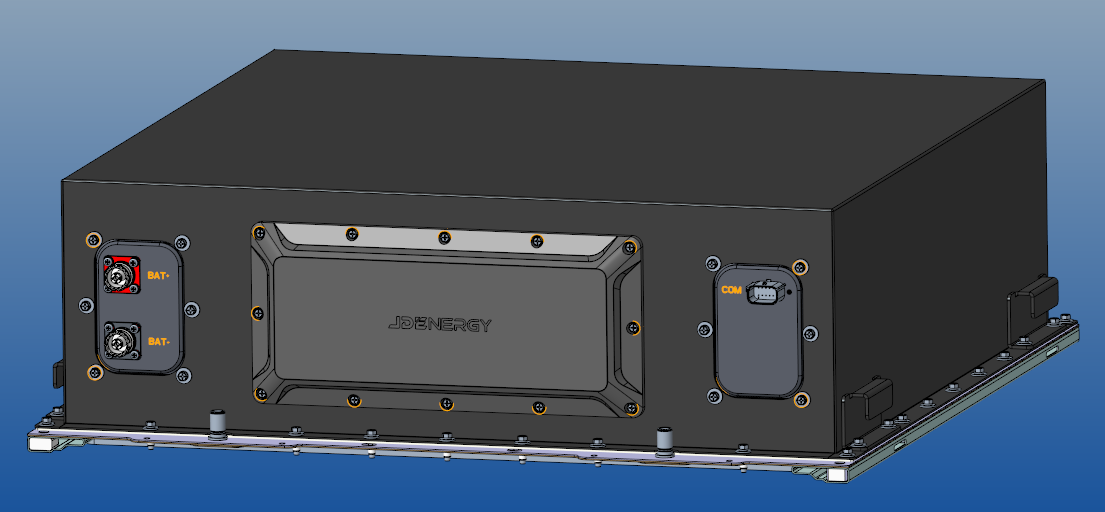 BAT+
BAT-
JDENERGY
COM